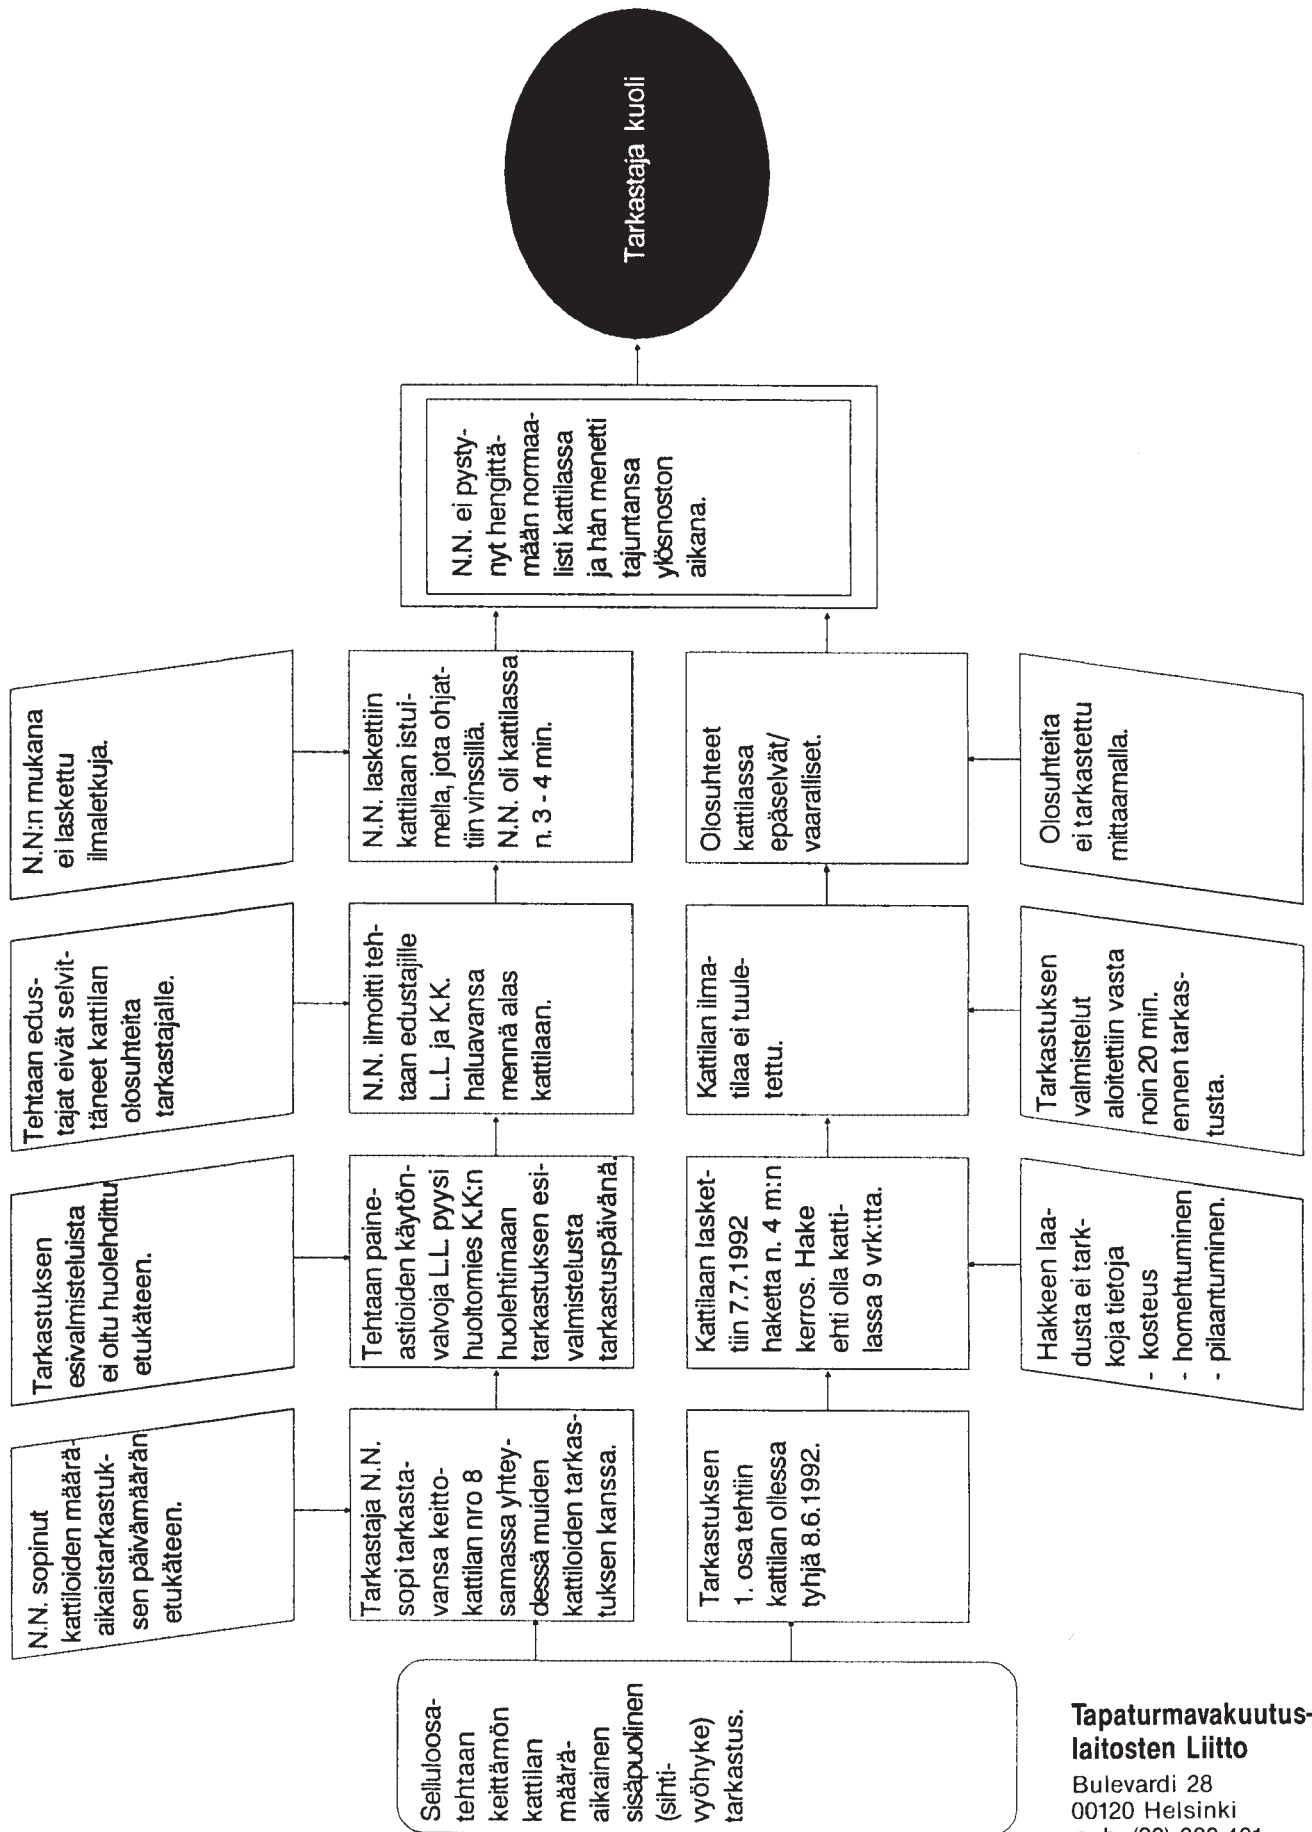 Selluloosa-
tehtaan
keittämön
kattilan
määrä-
aikainen
sisäpuolinen
(sihti-
vyöhyke)
tarkastus.
N.N. sopinut
kattiloiden määrä-
aikaistarkastuk-
sen päivämäärän
etukäteen.
Tarkastuksen
esivalmisteluista
ei oltu huolehdittu
etukäteen.
Tehtaan edus-
tajat eivät selvit-
täneet kattilan
olosuhteita
tarkastajalle.
N.N:n mukana
ei laskettu
ilmaletkuja.
Tarkastaja N.N.
sopi tarkasta-
vansa keitto-
kattilan nro 8
samassa yhtey-
dessä muiden
kattiloiden tarkas-
tuksen kanssa.
Tehtaan paine-
astioiden käytön-
valvoja L.L. pyysi
huoltomies K.K:n
huolehtimaan
tarkastuksen esi-
valmistelusta
tarkastuspäivänä.
N.N. ilmoitti teh-
taan edustajille
L.L. ja K.K.
haluavansa
mennä alas
kattilaan.
N.N. laskettiin
kattilaan istui-
mella, jota ohjat-
tiin vinssillä.
N.N. oli kattilassa
n. 3 - 4 min.
Tarkastuksen
1. osa tehtiin
kattilan ollessa
tyhjä 8.6.1992.
Kattilaan lasket-
tiin 7.7.1992
haketta n. 4 m:n
kerros. Hake
ehti olla katti-
lassa 9 vrk:tta.
Kattilan ilma-
tilaa ei tuule-
tettu.
Olosuhteet
kattilassa
epäselvät/
vaaralliset.
Hakkeen laa-
dusta ei tark-
koja tietoja
- kosteus
- homehtuminen
- pilaantuminen.
Tarkastuksen
valmistelut
aloitettiin vasta
noin 20 min.
ennen tarkas-
tusta.
Olosuhteita
ei tarkastettu
mittaamalla.
N.N. ei pysty-
nyt hengittä-
mään normaa-
listi kattilassa
ja hän menetti
tajuntansa
ylösnoston
aikana.
Tarkastaja kuoli
Tapaturmavakuutus-
laitosten Liitto
Bulevardi 28
00120 Helsinki